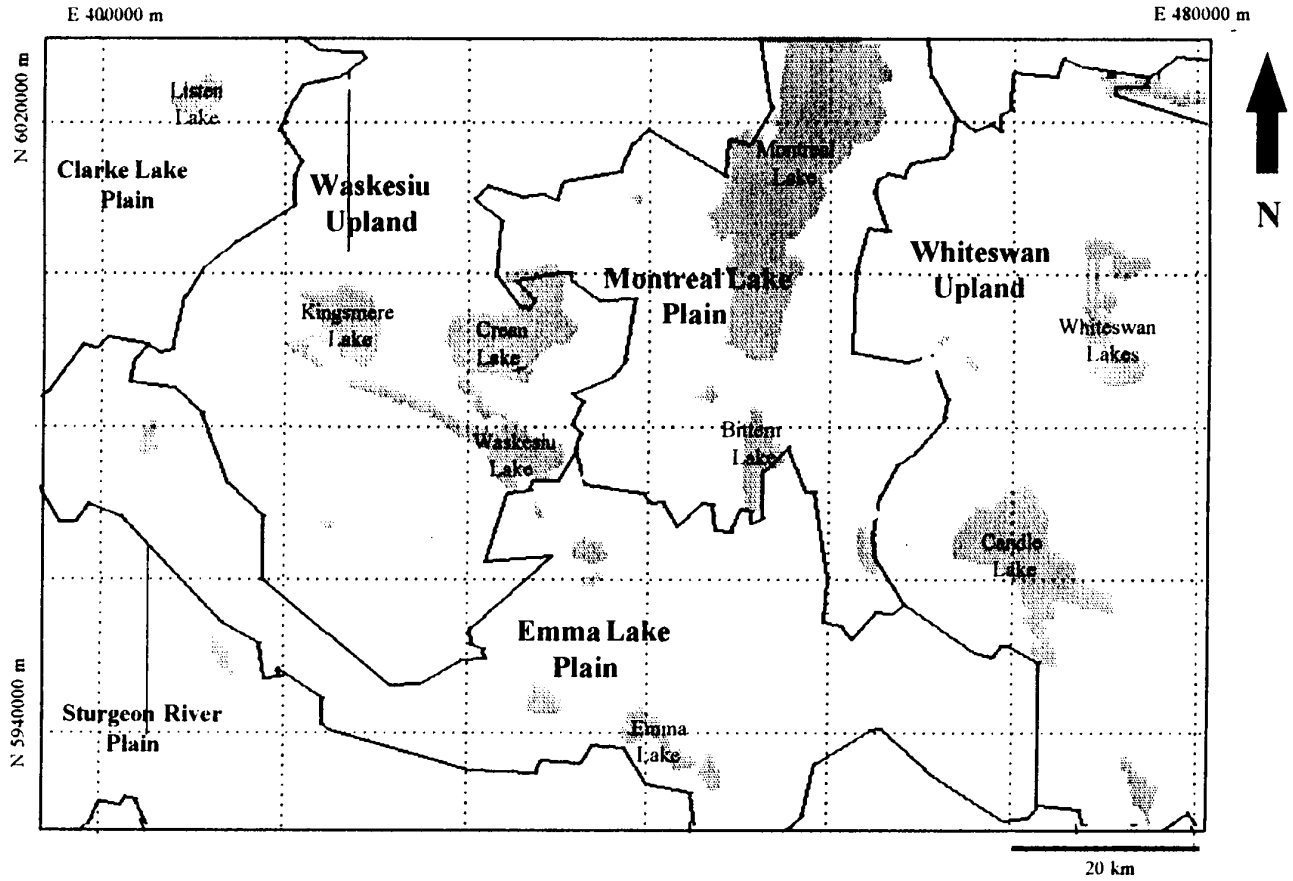 E 400000 m
E 480000 m
N 6020000 m
Listen
Lake
Clarke Lake
Plain
Waskesiu
Upland
Montreal
Lake
N
Whiteswan
Upland
Montreal Lake
Plain
Kingsmere
Lake
Crean
Lake
Whiteswan
Lakes
Waskesiu
Lake
Bittern
Lake
Candle
Lake
Emma Lake
Plain
N 5940000 m
Sturgeon River
Plain
Emma
Lake
20 km